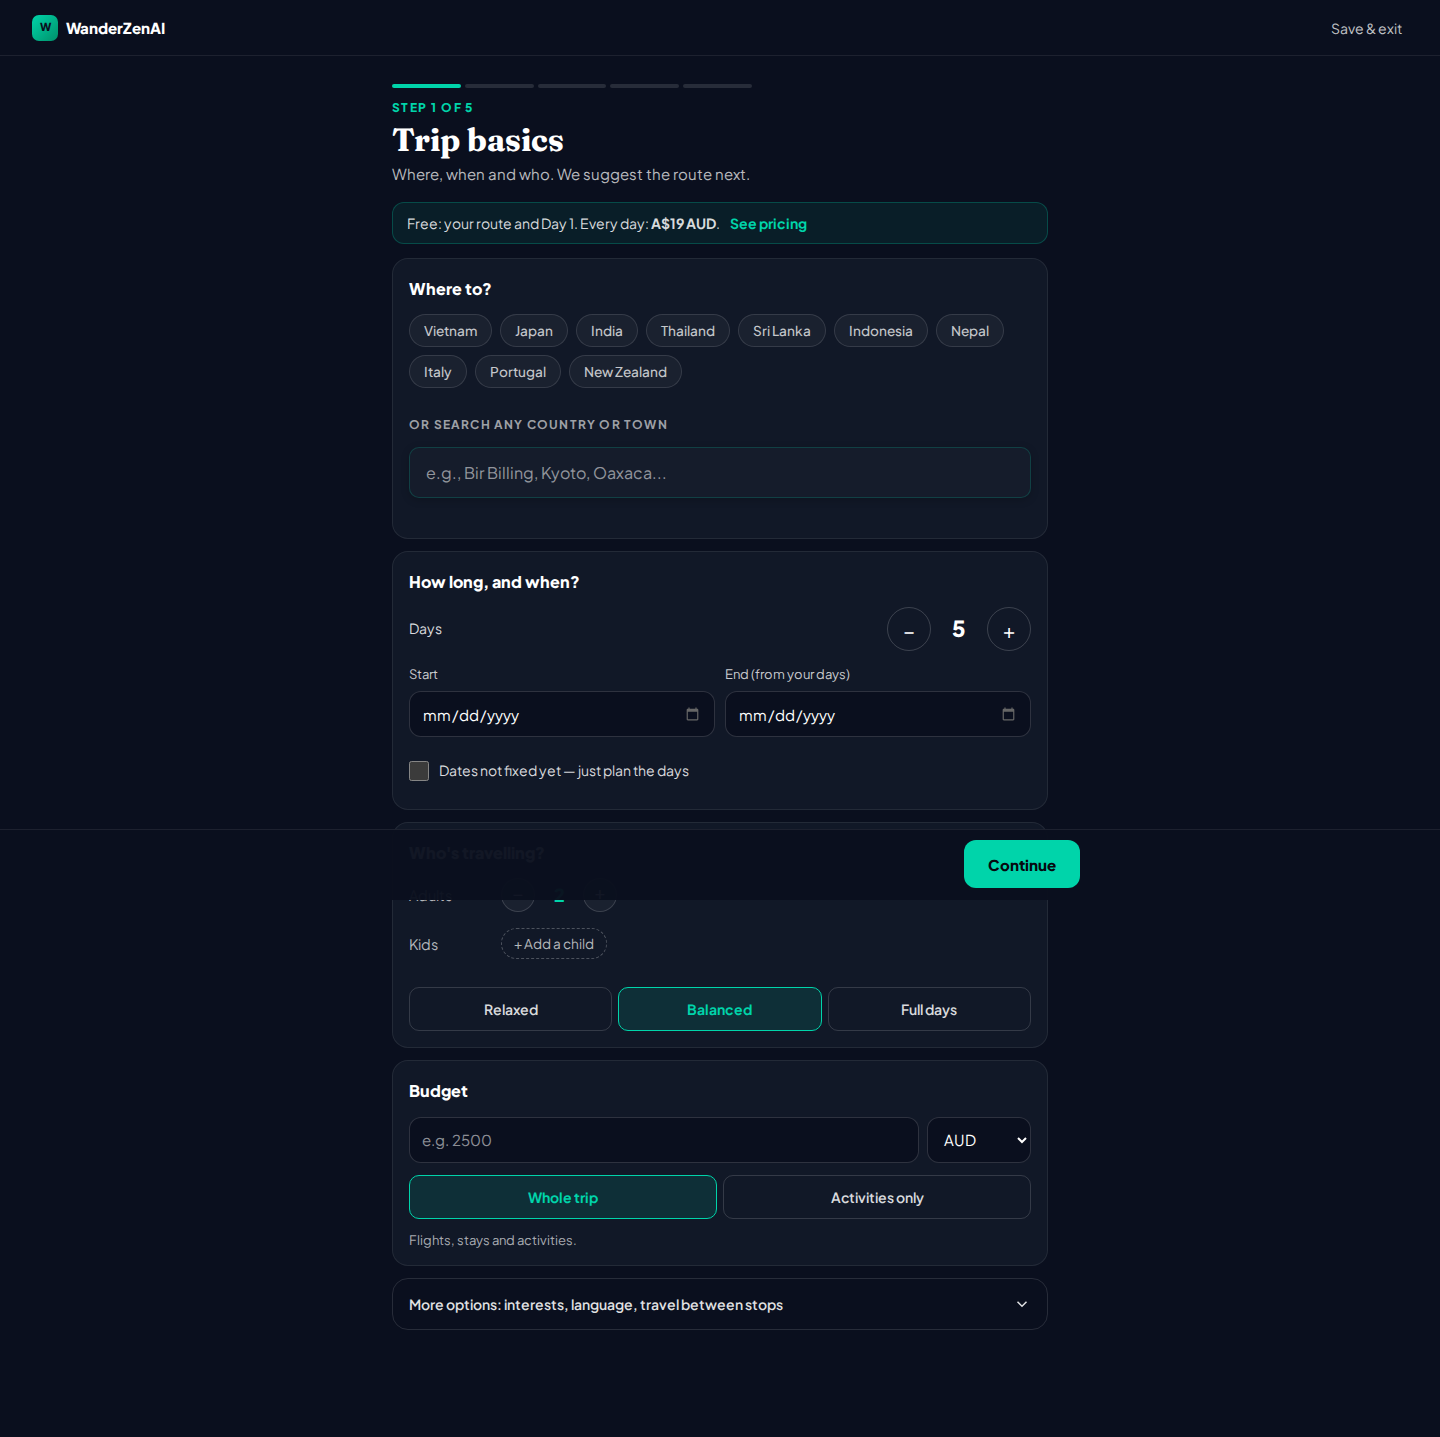 W WanderZenAI
Save & exit
STEP 1 OF 5
Trip basics
Where, when and who. We suggest the route next.
Free: your route and Day 1. Every day: A$19 AUD. See pricing
Where to?
Vietnam Japan India Thailand Sri Lanka Indonesia Nepal
Italy Portugal New Zealand
OR SEARCH ANY COUNTRY OR TOWN
e.g., Bir Billing, Kyoto, Oaxaca...
How long, and when?
Days – 5 +
Start End (from your days)
mm/dd/yyyy mm/dd/yyyy
Dates not fixed yet — just plan the days
Who's travelling?
Continue
Adults
Kids + Add a child
Relaxed Balanced Full days
Budget
e.g. 2500 AUD
Whole trip Activities only
Flights, stays and activities.
More options: interests, language, travel between stops